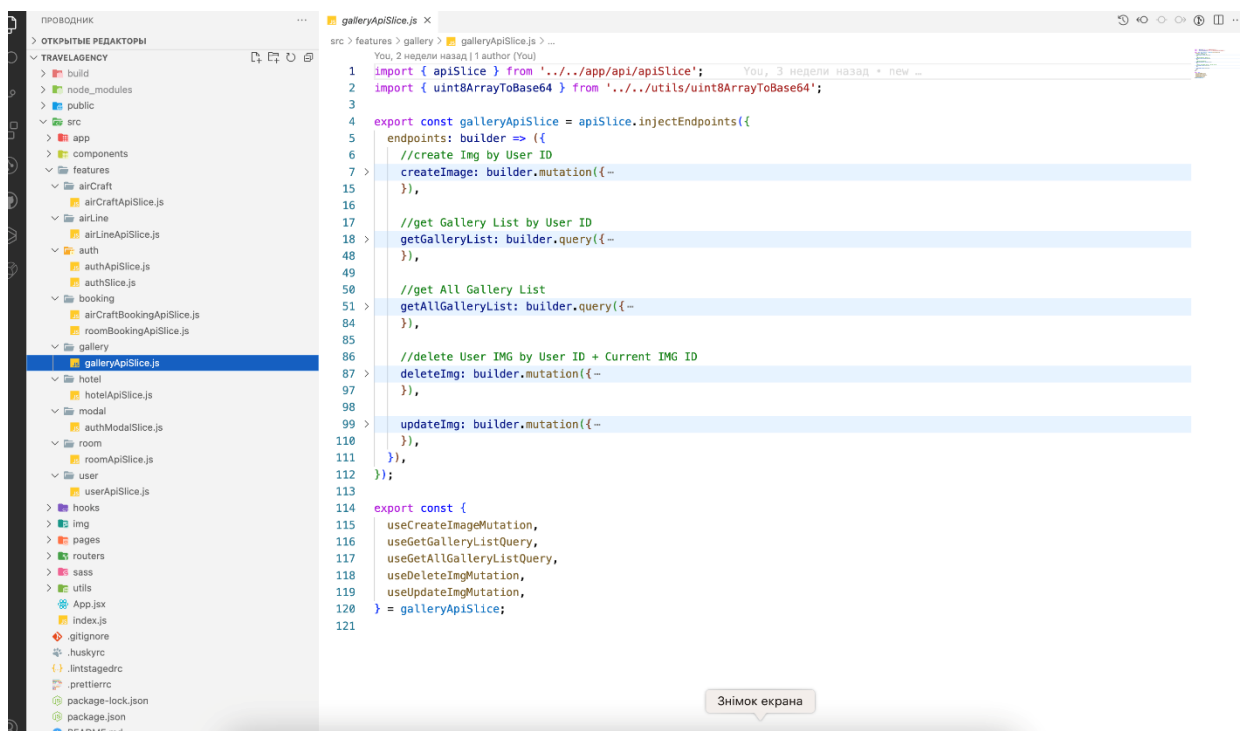 ПРОВОДНИК
···
> ОТКРЫТЫЕ РЕДАКТОРЫ
TRAVELAGENCY
build
node_modules
public
src
app
components
features
airCraft
airCraftApiSlice.js
airLine
airLineApiSlice.js
auth
authApiSlice.js
authSlice.js
booking
airCraftBookingApiSlice.js
roomBookingApiSlice.js
gallery
galleryApiSlice.js
hotel
hotelApiSlice.js
modal
authModalSlice.js
room
roomApiSlice.js
user
userApiSlice.js
hooks
img
pages
routers
sass
utils
App.jsx
index.js
.gitignore
.huskyrc
.lintstagedrc
.prettierrc
package-lock.json
package.json
README.md
galleryApiSlice.js ×
src > features > gallery > galleryApiSlice.js > ...
You, 2 недели назад | 1 author (You)
1 import { apiSlice } from '../../app/api/apiSlice'; You, 3 недели назад • new …
2 import { uint8ArrayToBase64 } from '../../utils/uint8ArrayToBase64';
3
4 export const galleryApiSlice = apiSlice.injectEndpoints({
5 endpoints: builder => ({
6 //create Img by User ID
7 > createImage: builder.mutation({⋯
15 }),
16
17 //get Gallery List by User ID
18 > getGalleryList: builder.query({⋯
48 }),
49
50 //get All Gallery List
51 > getAllGalleryList: builder.query({⋯
84 }),
85
86 //delete User IMG by User ID + Current IMG ID
87 > deleteImg: builder.mutation({⋯
97 }),
98
99 > updateImg: builder.mutation({⋯
110 }),
111 }),
112 });
113
114 export const {
115 useCreateImageMutation,
116 useGetGalleryListQuery,
117 useGetAllGalleryListQuery,
118 useDeleteImgMutation,
119 useUpdateImgMutation,
120 } = galleryApiSlice;
121
Знімок екрана